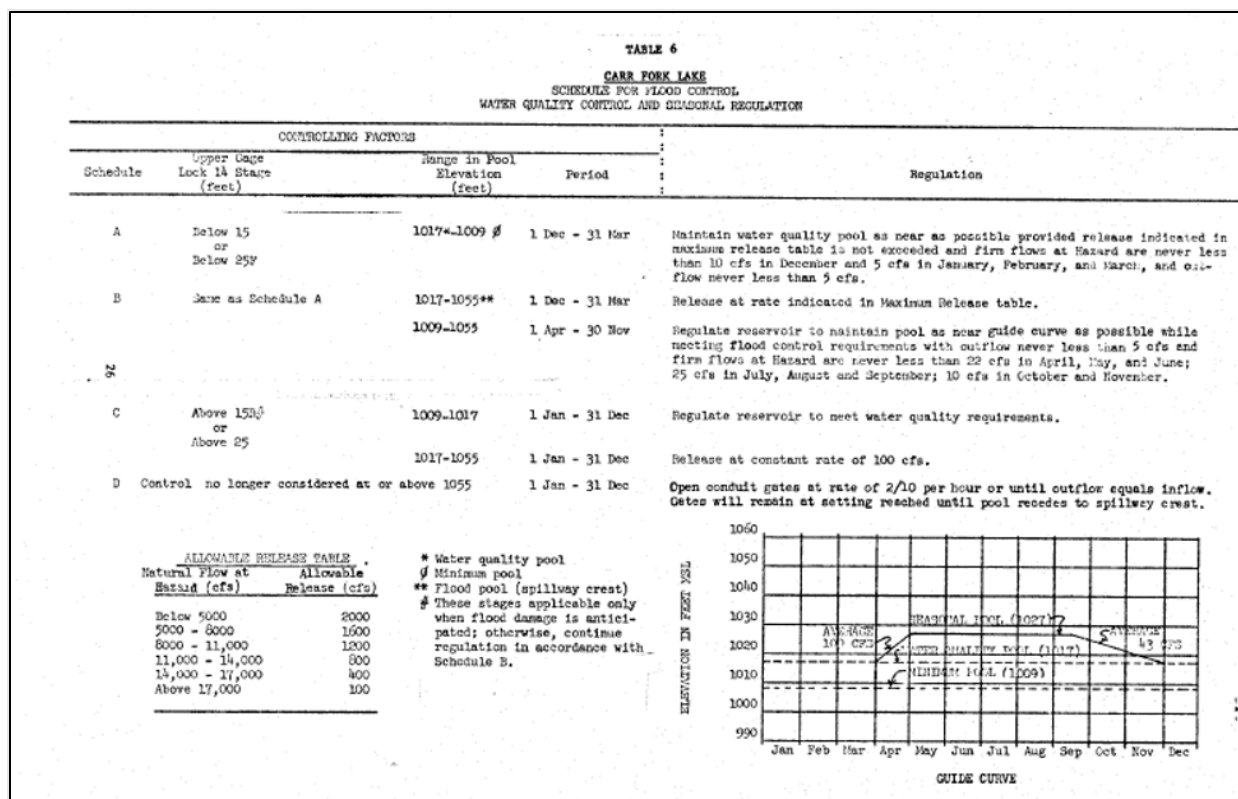 TABLE 6
CARR FORK LAKE
SCHEDULE FOR FLOOD CONTROL
WATER QUALITY CONTROL AND SEASONAL REGULATION
CONTROLLING FACTORS
Schedule
Upper Gage
Lock 14 Stage
(feet)
Range in Pool
Elevation
(feet)
Period
Regulation
A
Below 15
or
Below 25
1017*-1009 ∅
1 Dec - 31 Mar
Maintain water quality pool as near as possible provided release indicated in
maximum release table is not exceeded and firm flows at Hazard are never less
than 10 cfs in December and 5 cfs in January, February, and March, and out-
flow never less than 5 cfs.
B
Same as Schedule A
1017-1055**
1 Dec - 31 Mar
Release at rate indicated in Maximum Release table.
1009-1055
1 Apr - 30 Nov
Regulate reservoir to maintain pool as near guide curve as possible while
meeting flood control requirements with outflow never less than 5 cfs and
firm flows at Hazard are never less than 22 cfs in April, May, and June;
25 cfs in July, August and September; 10 cfs in October and November.
26
C
Above
or
Above 25
1009-1017
1 Jan - 31 Dec
Regulate reservoir to meet water quality requirements.
1017-1055
1 Jan - 31 Dec
Release at constant rate of 100 cfs.
D Control no longer considered at or above 1055
1 Jan - 31 Dec
Open conduit gates at rate of 2/10 per hour or until outflow equals inflow.
Gates will remain at setting reached until pool recedes to spillway crest.
ALLOWABLE RELEASE TABLE
Natural Flow at Allowable
Hazard (cfs) Release (cfs)
Below 5000 2000
5000 - 8000 1600
8000 - 11,000 1200
11,000 - 14,000 800
14,000 - 17,000 400
Above 17,000 100
* Water quality pool
∅ Minimum pool
** Flood pool (spillway crest)
# These stages applicable only
when flood damage is antici-
pated; otherwise, continue
regulation in accordance with
Schedule B.
ELEVATION IN FEET MSL
1060
1050
1040
1030
1020
1010
1000
990
SEASONAL POOL (1027)
AVERAGE
100 CFS
AVERAGE
43 CFS
WATER QUALITY POOL (1017)
MINIMUM POOL (1009)
Jan Feb Mar Apr May Jun Jul Aug Sep Oct Nov Dec
GUIDE CURVE